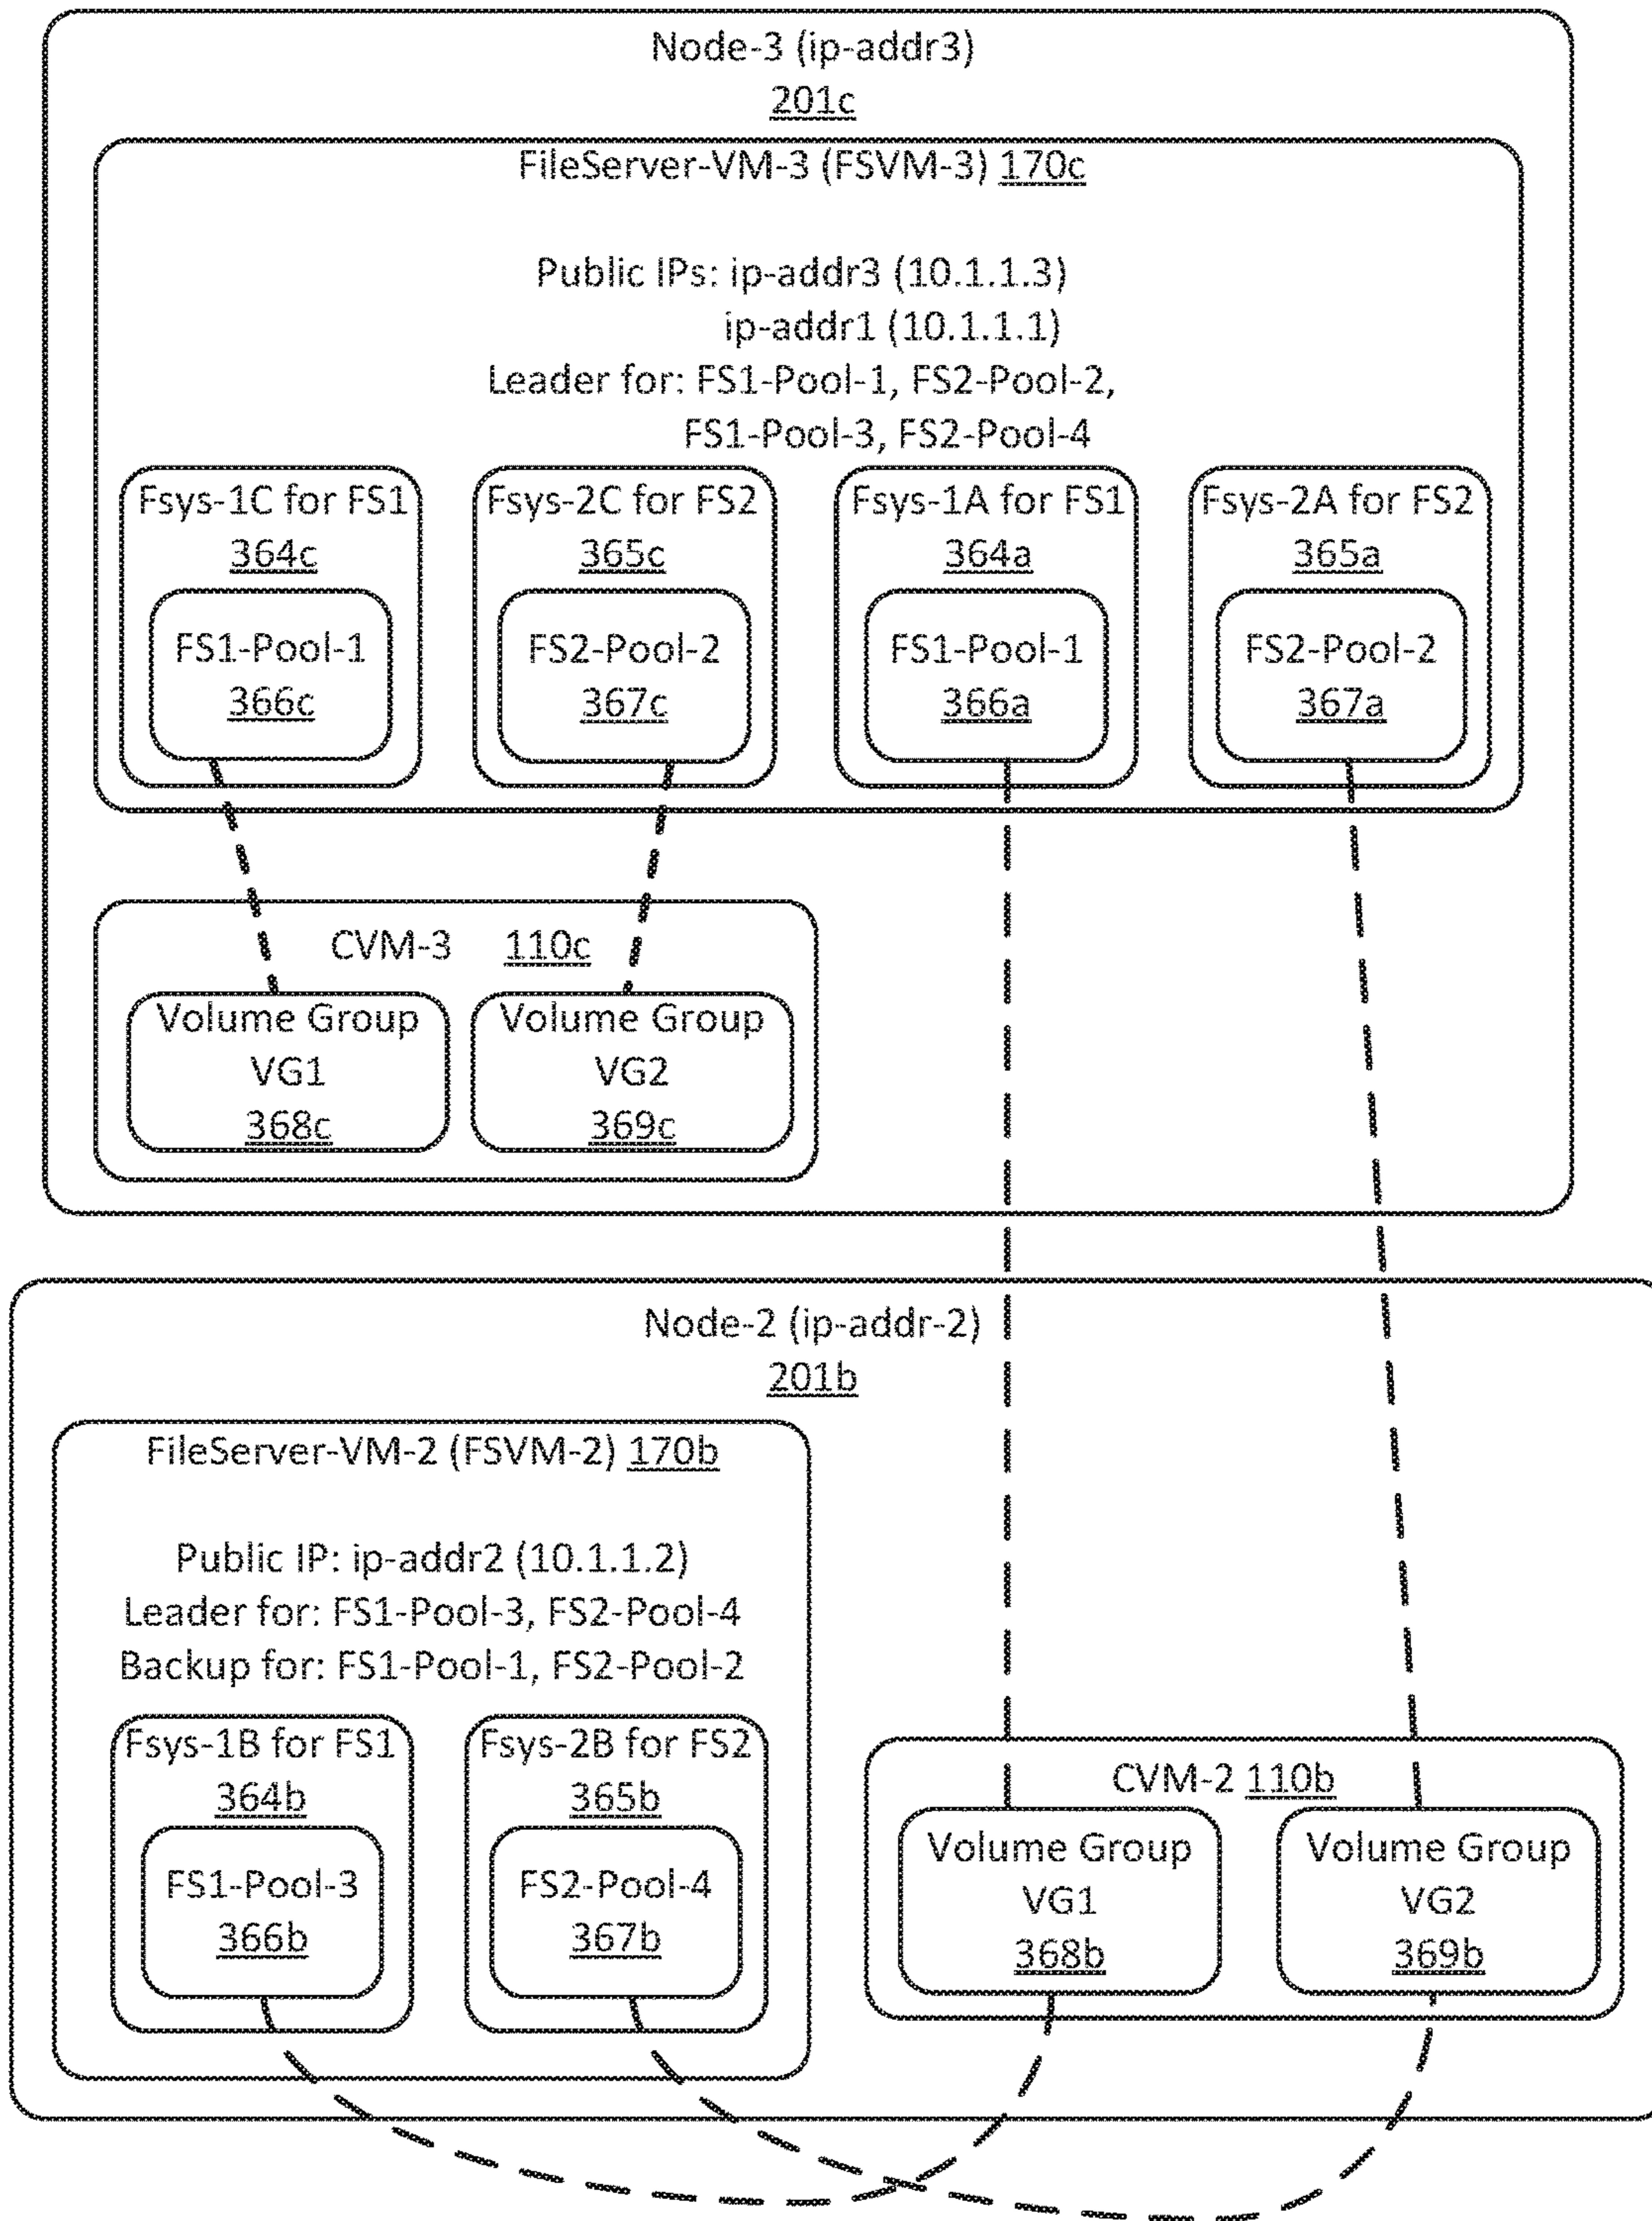 Node-3 (ip-addr3)
201c
FileServer-VM-3 (FSVM-3) 170c
Public IPs: ip-addr3 (10.1.1.3)
ip-addr1 (10.1.1.1)
Leader for: FS1-Pool-1, FS2-Pool-2,
FS1-Pool-3, FS2-Pool-4
Fsys-1C for FS1
364c
FS1-Pool-1
366c
Fsys-2C for FS2
365c
FS2-Pool-2
367c
Fsys-1A for FS1
364a
FS1-Pool-1
366a
Fsys-2A for FS2
365a
FS2-Pool-2
367a
CVM-3 110c
Volume Group
VG1
368c
Volume Group
VG2
369c
Node-2 (ip-addr-2)
201b
FileServer-VM-2 (FSVM-2) 170b
Public IP: ip-addr2 (10.1.1.2)
Leader for: FS1-Pool-3, FS2-Pool-4
Backup for: FS1-Pool-1, FS2-Pool-2
Fsys-1B for FS1
364b
FS1-Pool-3
366b
Fsys-2B for FS2
365b
FS2-Pool-4
367b
CVM-2 110b
Volume Group
VG1
368b
Volume Group
VG2
369b